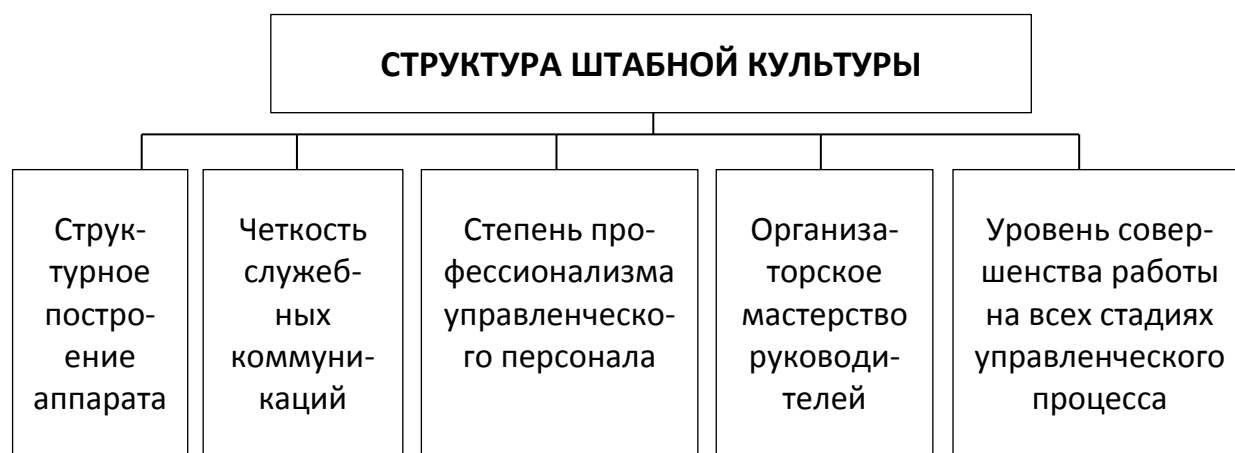 СТРУКТУРА ШТАБНОЙ КУЛЬТУРЫ
Струк-
турное
постро-
ение
аппарата
Четкость
служеб-
ных
коммуни-
каций
Степень про-
фессионализма
управленческо-
го персонала
Организа-
торское
мастерство
руководи-
телей
Уровень совер-
шенства работы
на всех стадиях
управленческого
процесса